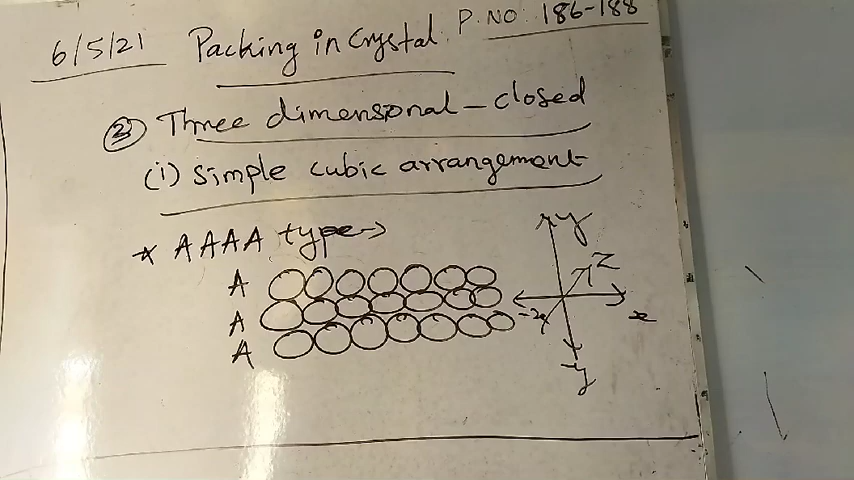 6/5/21 Packing in Crystal. P.NO: 186-188
(2) Three dimensional-closed
(i) simple cubic arrangement
* AAAA type->
y
z
A
A
-x x
A
-y